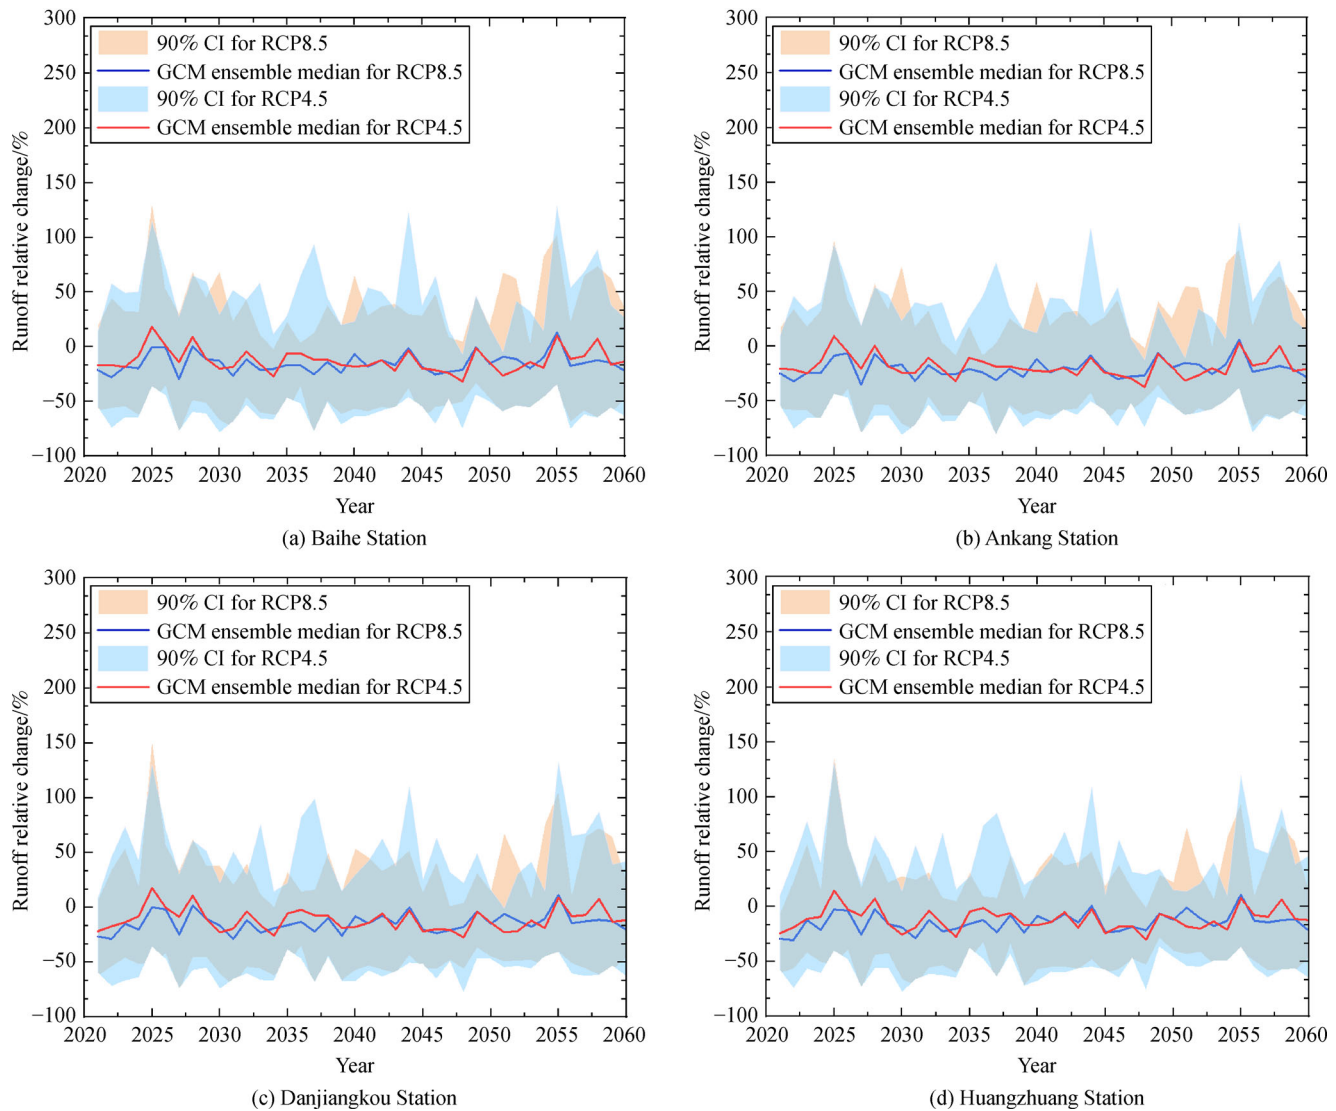 300
250
200
150
100
50
0
−50
−100
Runoff relative change/%
90% CI for RCP8.5
GCM ensemble median for RCP8.5
90% CI for RCP4.5
GCM ensemble median for RCP4.5
2020 2025 2030 2035 2040 2045 2050 2055 2060
Year
(a) Baihe Station
300
250
200
150
100
50
0
−50
−100
Runoff relative change/%
90% CI for RCP8.5
GCM ensemble median for RCP8.5
90% CI for RCP4.5
GCM ensemble median for RCP4.5
2020 2025 2030 2035 2040 2045 2050 2055 2060
Year
(b) Ankang Station
300
250
200
150
100
50
0
−50
−100
Runoff relative change/%
90% CI for RCP8.5
GCM ensemble median for RCP8.5
90% CI for RCP4.5
GCM ensemble median for RCP4.5
2020 2025 2030 2035 2040 2045 2050 2055 2060
Year
(c) Danjiangkou Station
300
250
200
150
100
50
0
−50
−100
Runoff relative change/%
90% CI for RCP8.5
GCM ensemble median for RCP8.5
90% CI for RCP4.5
GCM ensemble median for RCP4.5
2020 2025 2030 2035 2040 2045 2050 2055 2060
Year
(d) Huangzhuang Station